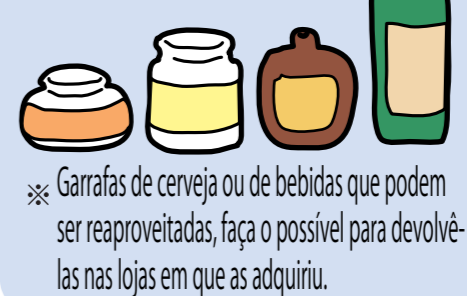 ※ Garrafas de cerveja ou de bebidas que podem
ser reaproveitadas, faça o possível para devolvê-
las nas lojas em que as adquiriu.